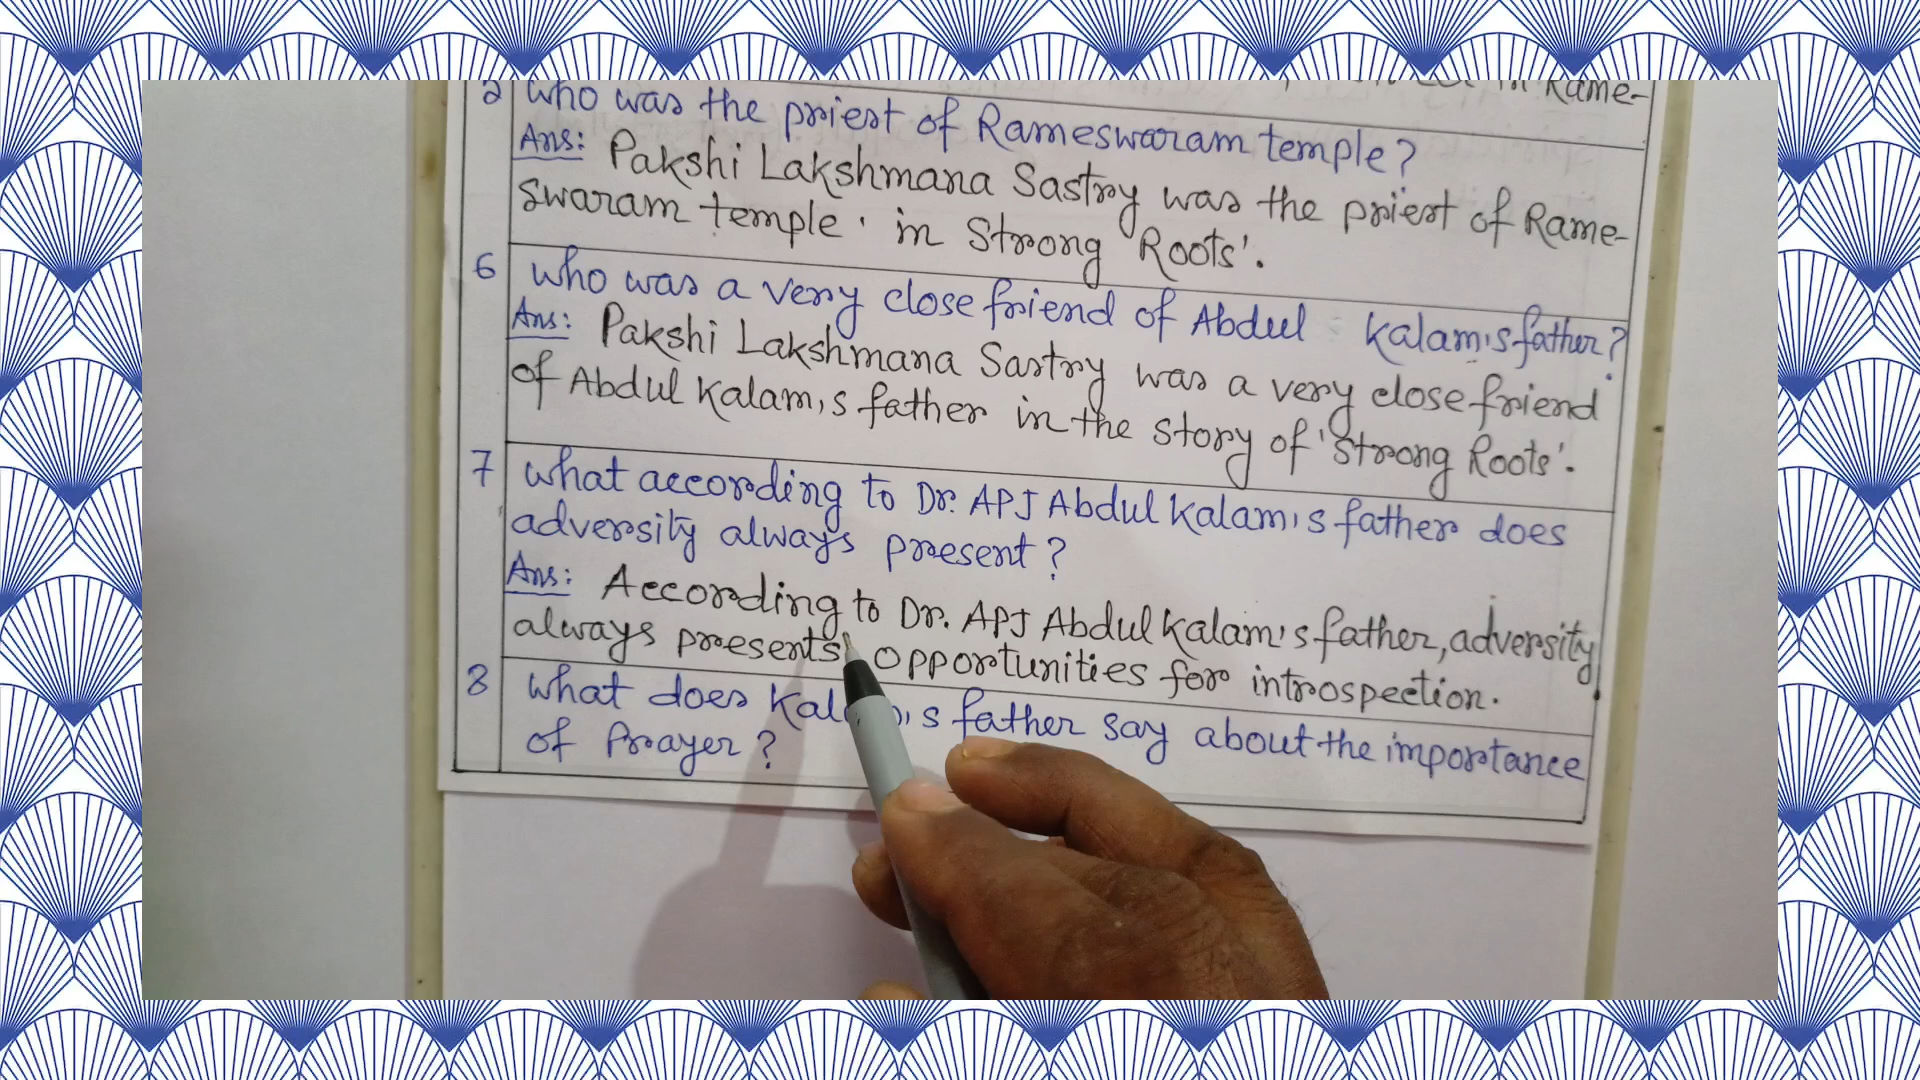 in Rame-
who was the priest of Rameswaram temple?
Ans: Pakshi Lakshmana Sastry was the priest of Rame-
swaram temple. in Strong Roots'.
6 who was a very close friend of Abdul Kalam's father?
Ans: Pakshi Lakshmana Sastry was a very close friend
of Abdul Kalam's father in the story of 'Strong Roots'.
7 what according to Dr. APJ Abdul Kalam's father does
adversity always present?
Ans: According to Dr. APJ Abdul Kalam's father, adversity
always presents opportunities for introspection.
8 what does Kalam's father say about the importance
of Prayer?